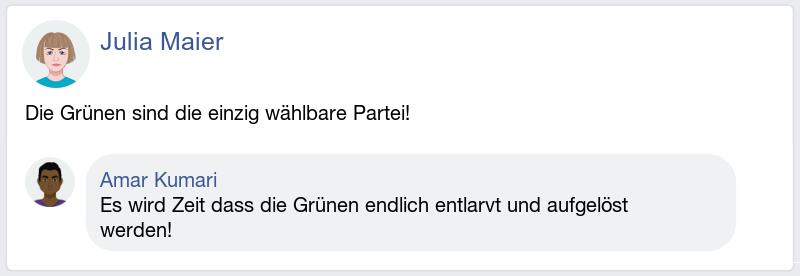 Julia Maier
Die Grünen sind die einzig wählbare Partei!
Amar Kumari
Es wird Zeit dass die Grünen endlich entlarvt und aufgelöst
werden!